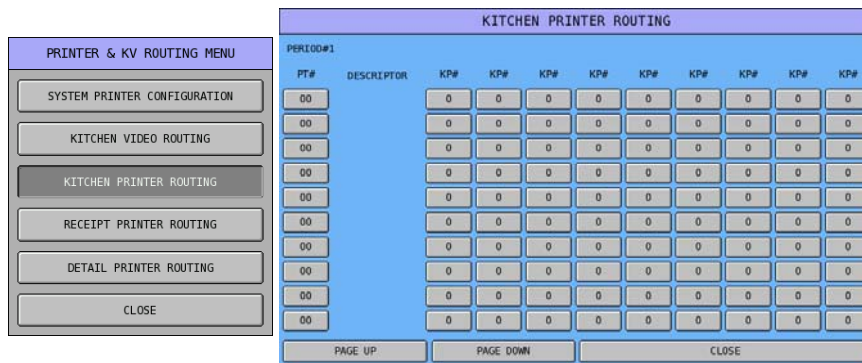 PRINTER & KV ROUTING MENU
SYSTEM PRINTER CONFIGURATION
KITCHEN VIDEO ROUTING
KITCHEN PRINTER ROUTING
RECEIPT PRINTER ROUTING
DETAIL PRINTER ROUTING
CLOSE
KITCHEN PRINTER ROUTING
PERIOD#1
PT# DESCRIPTOR KP# KP# KP# KP# KP# KP# KP# KP# KP#
00 0 0 0 0 0 0 0 0 0
00 0 0 0 0 0 0 0 0 0
00 0 0 0 0 0 0 0 0 0
00 0 0 0 0 0 0 0 0 0
00 0 0 0 0 0 0 0 0 0
00 0 0 0 0 0 0 0 0 0
00 0 0 0 0 0 0 0 0 0
00 0 0 0 0 0 0 0 0 0
00 0 0 0 0 0 0 0 0 0
00 0 0 0 0 0 0 0 0 0
PAGE UP PAGE DOWN CLOSE